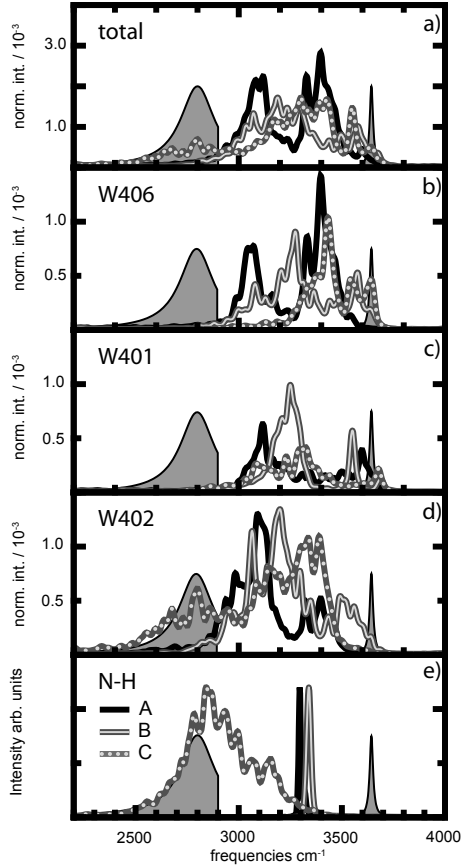 total
a)
norm. int. / 10⁻³
3.0
1.0
W406
b)
norm. int. / 10⁻³
1.0
0.5
W401
c)
norm. int. / 10⁻³
1.0
0.5
W402
d)
norm. int. / 10⁻³
1.0
0.5
N-H
e)
Intensity arb. units
A
B
C
2500 3000 3500 4000
frequencies cm⁻¹